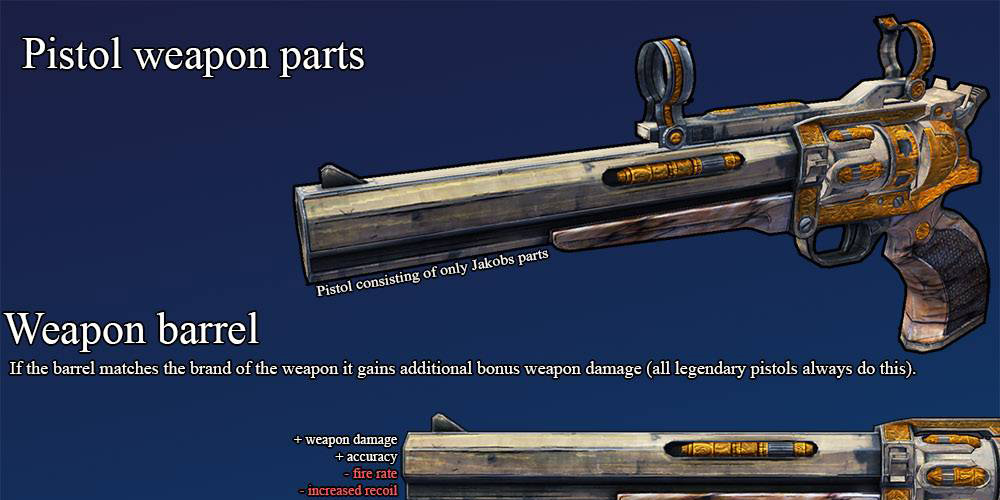 Pistol weapon parts
Pistol consisting of only Jakobs parts
Weapon barrel
If the barrel matches the brand of the weapon it gains additional bonus weapon damage (all legendary pistols always do this).
+ weapon damage
+ accuracy
- fire rate
- increased recoil